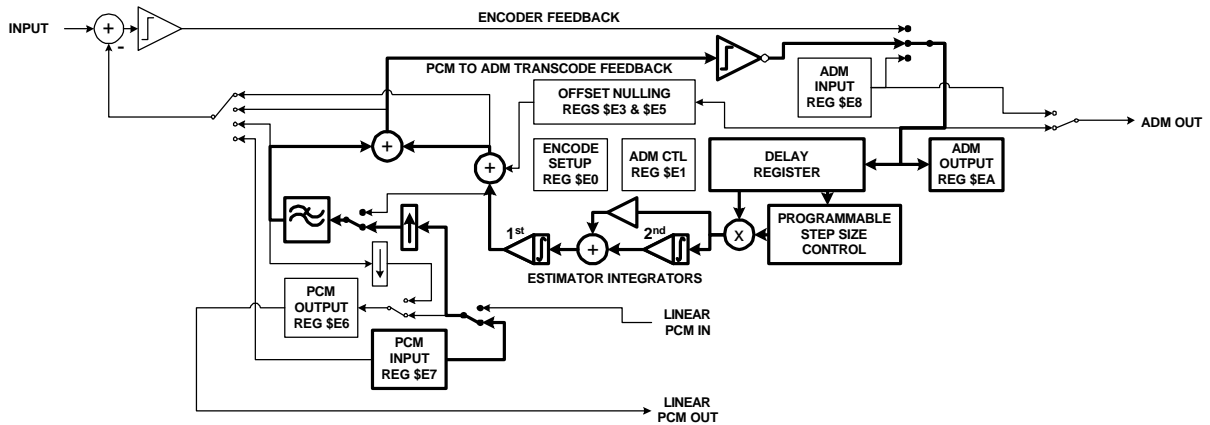 INPUT
+
-
ENCODER FEEDBACK
PCM TO ADM TRANSCODE FEEDBACK
OFFSET NULLING
REGS $E3 & $E5
ADM
INPUT
REG $E8
ADM OUT
+
+
ENCODE
SETUP
REG $E0
ADM CTL
REG $E1
DELAY
REGISTER
ADM
OUTPUT
REG $EA
1st
+
2nd
X
PROGRAMMABLE
STEP SIZE
CONTROL
ESTIMATOR INTEGRATORS
PCM
OUTPUT
REG $E6
LINEAR
PCM IN
PCM
INPUT
REG $E7
LINEAR
PCM OUT